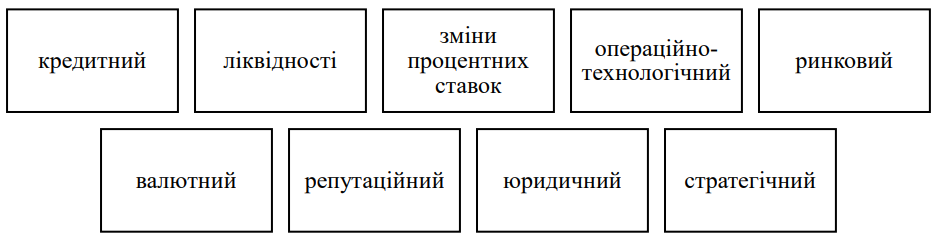 кредитний
ліквідності
зміни
процентних
ставок
операційно-
технологічний
ринковий
валютний
репутаційний
юридичний
стратегічний